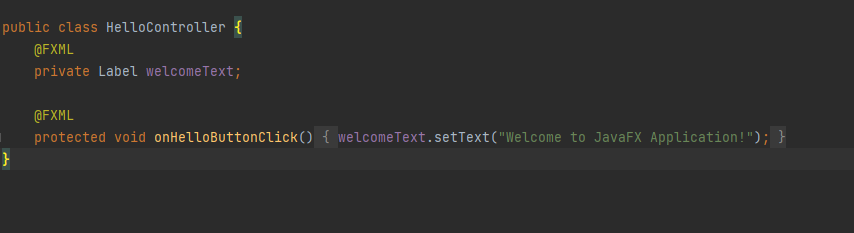 public class HelloController {
@FXML
private Label welcomeText;
@FXML
protected void onHelloButtonClick() { welcomeText.setText("Welcome to JavaFX Application!"); }
}